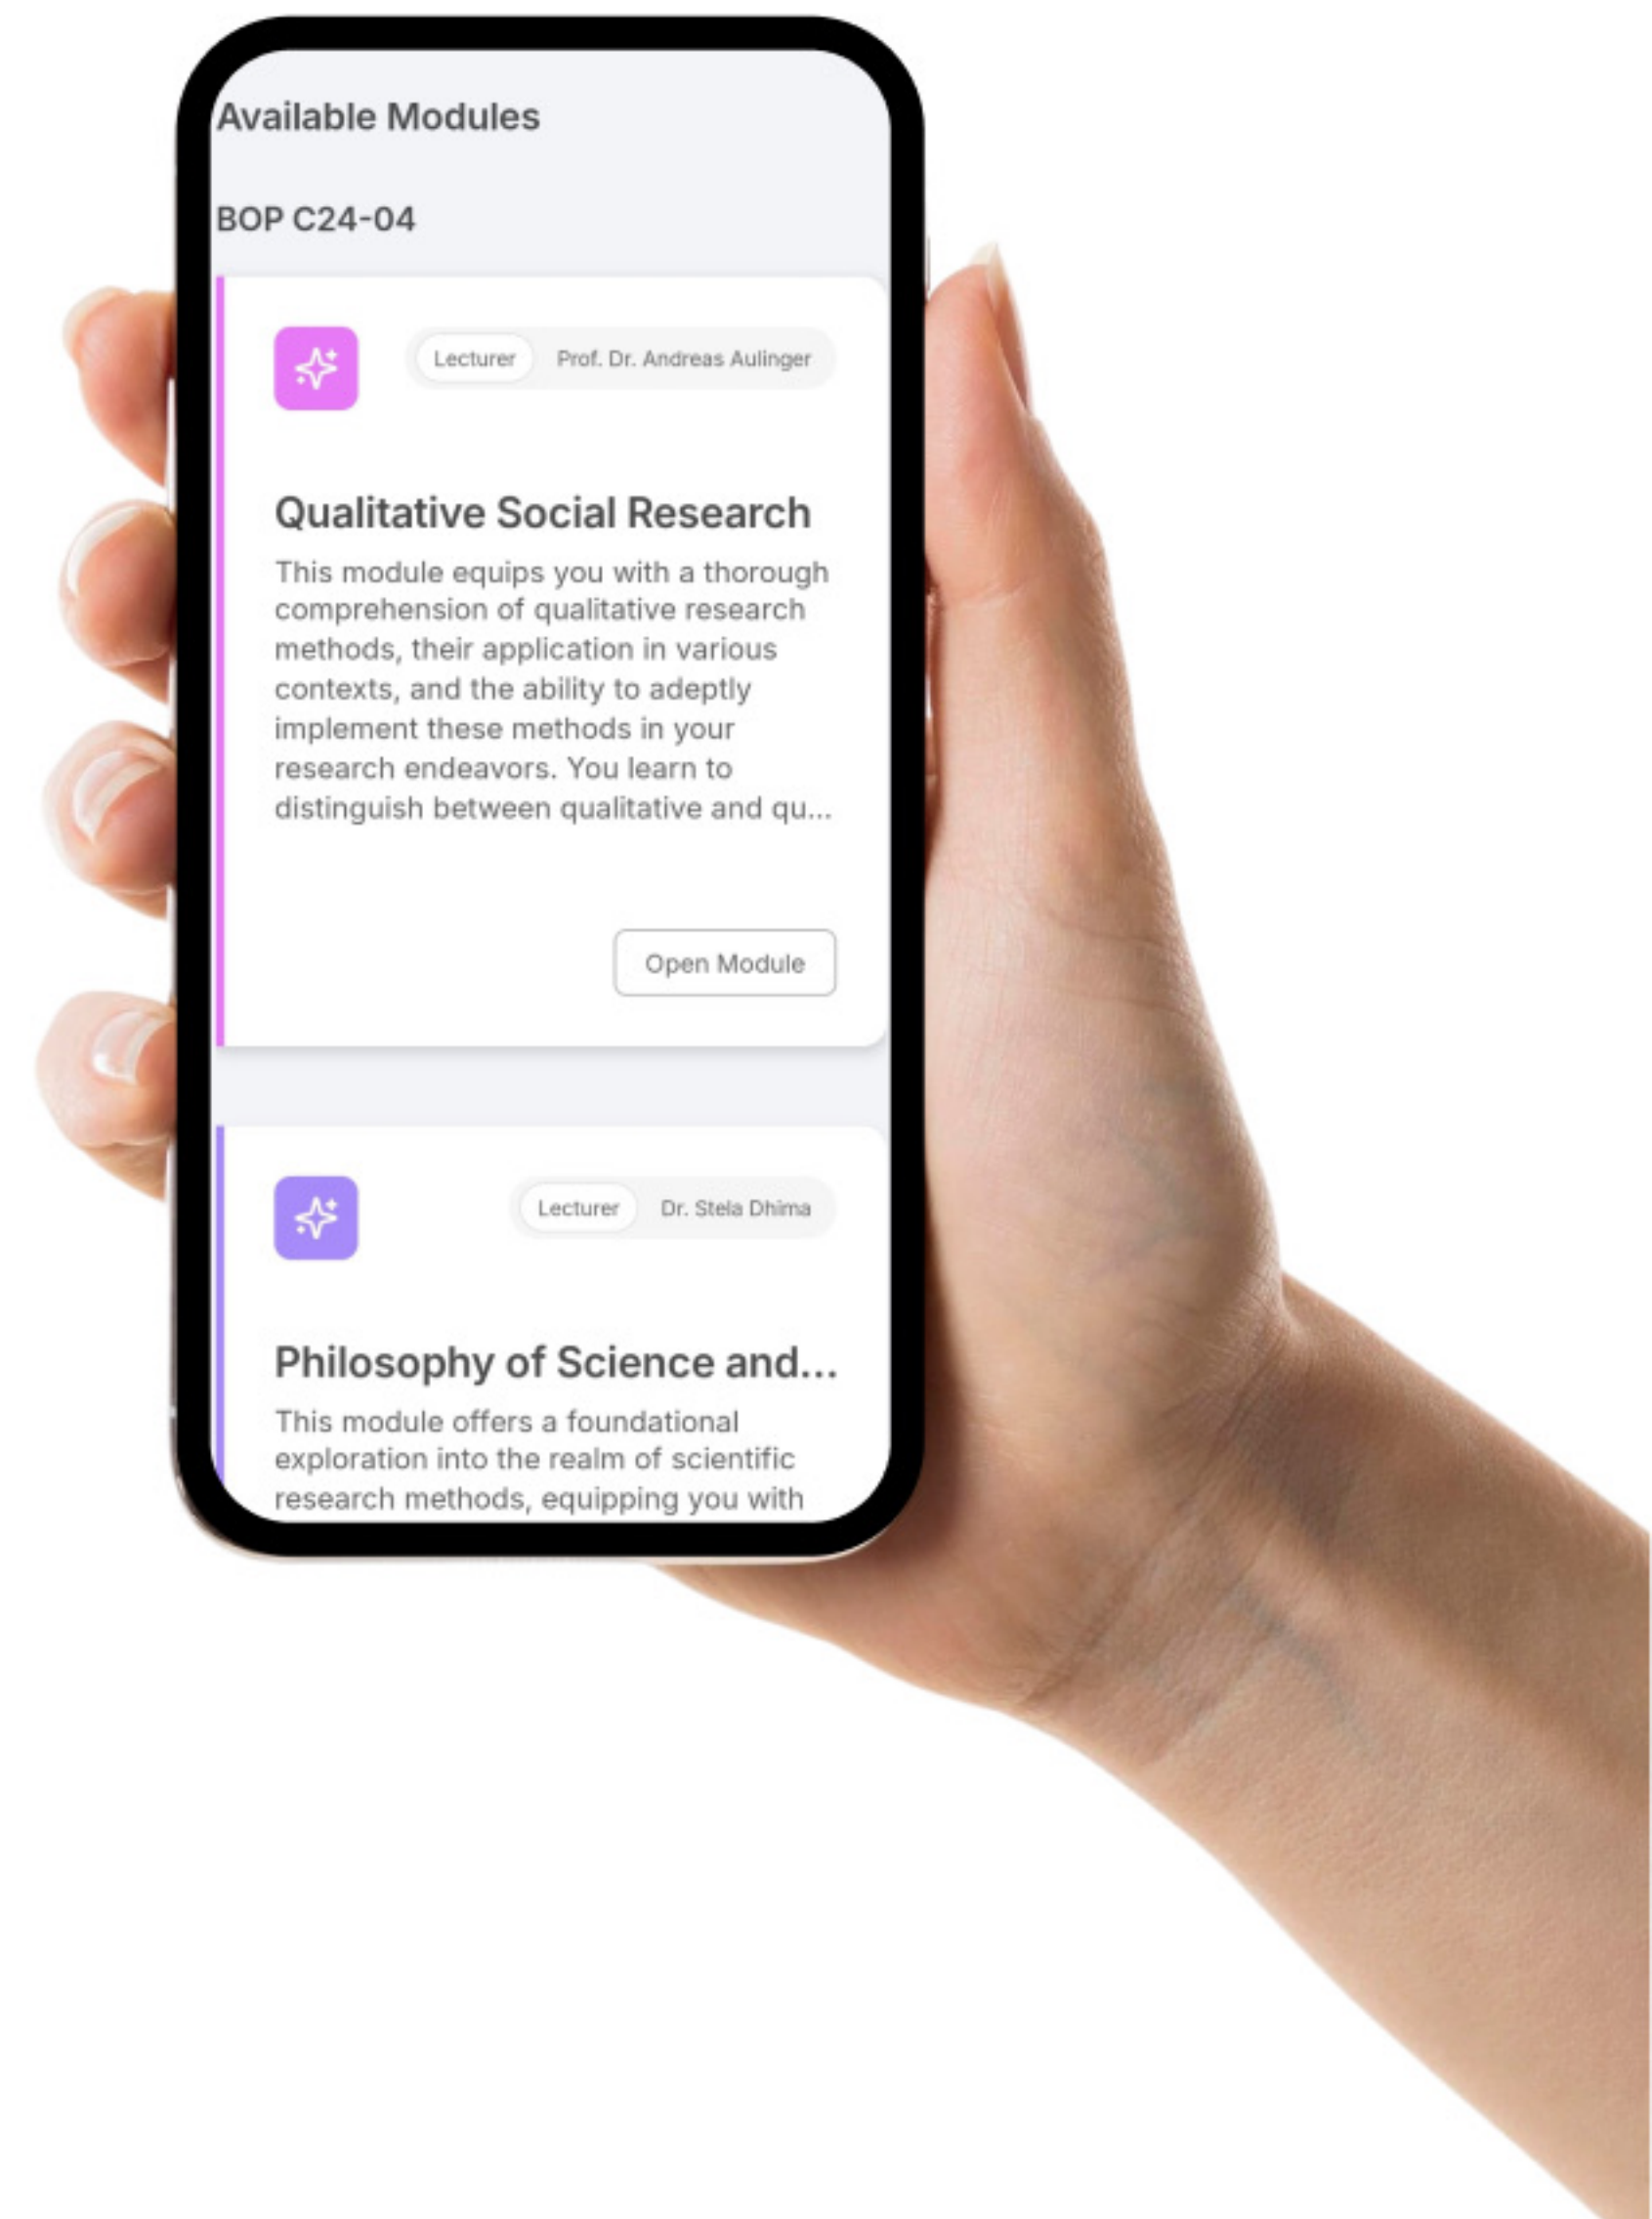 Available Modules
BOP C24-04
Lecturer Prof. Dr. Andreas Aulinger
Qualitative Social Research
This module equips you with a thorough
comprehension of qualitative research
methods, their application in various
contexts, and the ability to adeptly
implement these methods in your
research endeavors. You learn to
distinguish between qualitative and qu...
Open Module
Lecturer Dr. Stela Dhima
Philosophy of Science and...
This module offers a foundational
exploration into the realm of scientific
research methods, equipping you with